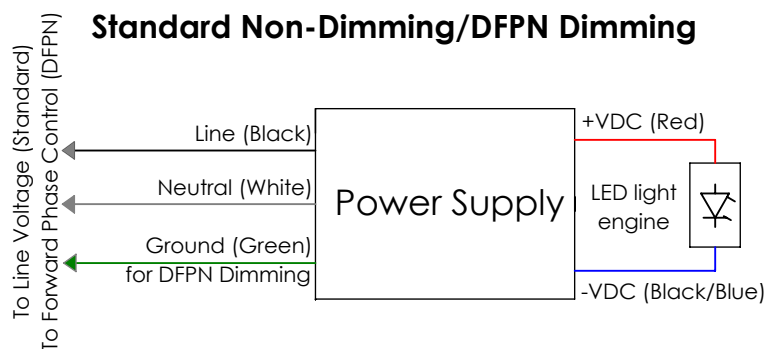 Standard Non-Dimming/DFPN Dimming
To Line Voltage (Standard)
To Forward Phase Control (DFPN)
Line (Black)
Neutral (White)
Ground (Green)
for DFPN Dimming
Power Supply
+VDC (Red)
LED light
engine
-VDC (Black/Blue)